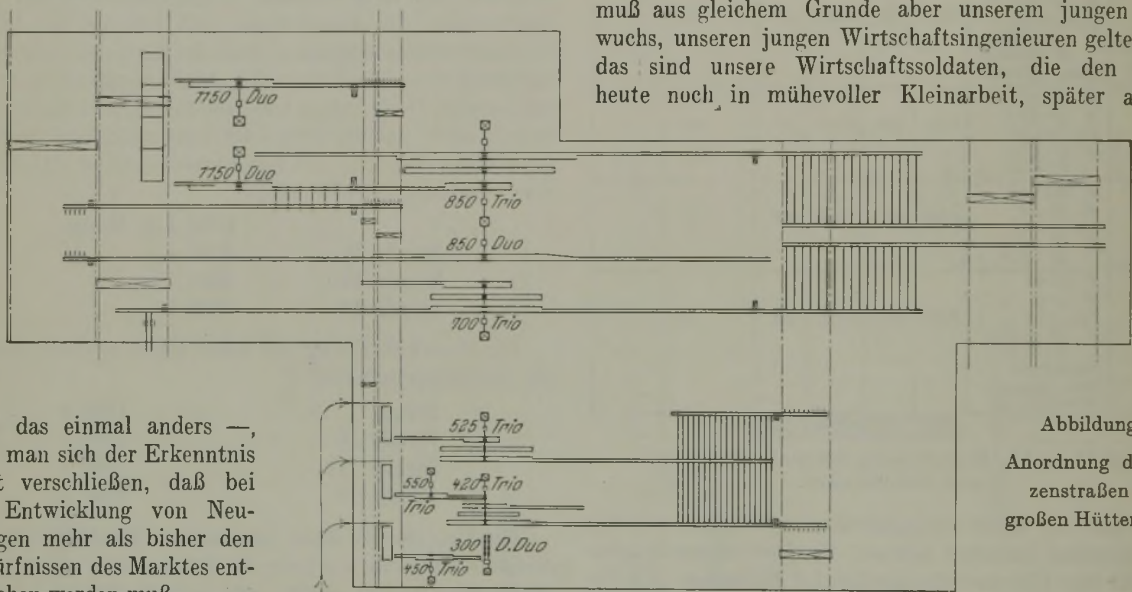 muß aus gleichem Grunde aber unserem jungen
wuchs, unseren jungen Wirtschaftsingenieuren gelte
das sind unsere Wirtschaftssoldaten, die den
heute noch in mühevoller Kleinarbeit, später a
1150 Duo
1150 Duo
850 Trio
850 Duo
900 Trio
525 Trio
550 Trio
420 Trio
300 D.Duo
450 Trio
das einmal anders —,
man sich der Erkenntnis
t verschließen, daß bei
Entwicklung von Neu-
gen mehr als bisher den
ürfnissen des Marktes ent-
Abbildung
Anordnung d
zenstraßen
großen Hütten